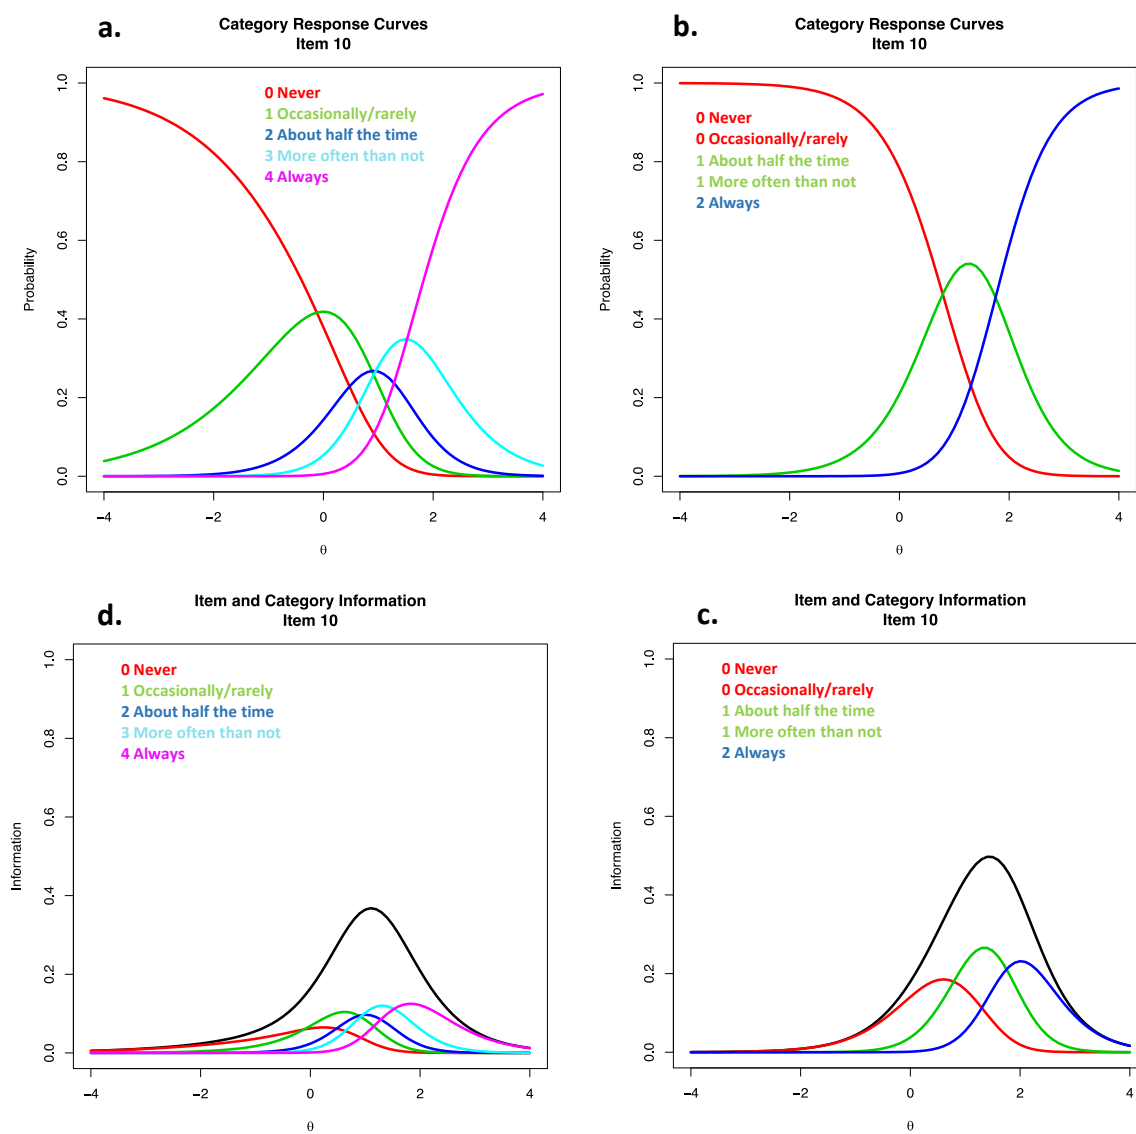 a.
Category Response Curves
Item 10
0 Never
1 Occasionally/rarely
2 About half the time
3 More often than not
4 Always
Probability
0.0
0.2
0.4
0.6
0.8
1.0
−4
−2
0
2
4
θ
b.
Category Response Curves
Item 10
0 Never
0 Occasionally/rarely
1 About half the time
1 More often than not
2 Always
Probability
0.0
0.2
0.4
0.6
0.8
1.0
−4
−2
0
2
4
θ
d.
Item and Category Information
Item 10
0 Never
1 Occasionally/rarely
2 About half the time
3 More often than not
4 Always
Information
0.0
0.2
0.4
0.6
0.8
1.0
−4
−2
0
2
4
θ
c.
Item and Category Information
Item 10
0 Never
0 Occasionally/rarely
1 About half the time
1 More often than not
2 Always
Information
0.0
0.2
0.4
0.6
0.8
1.0
−4
−2
0
2
4
θ